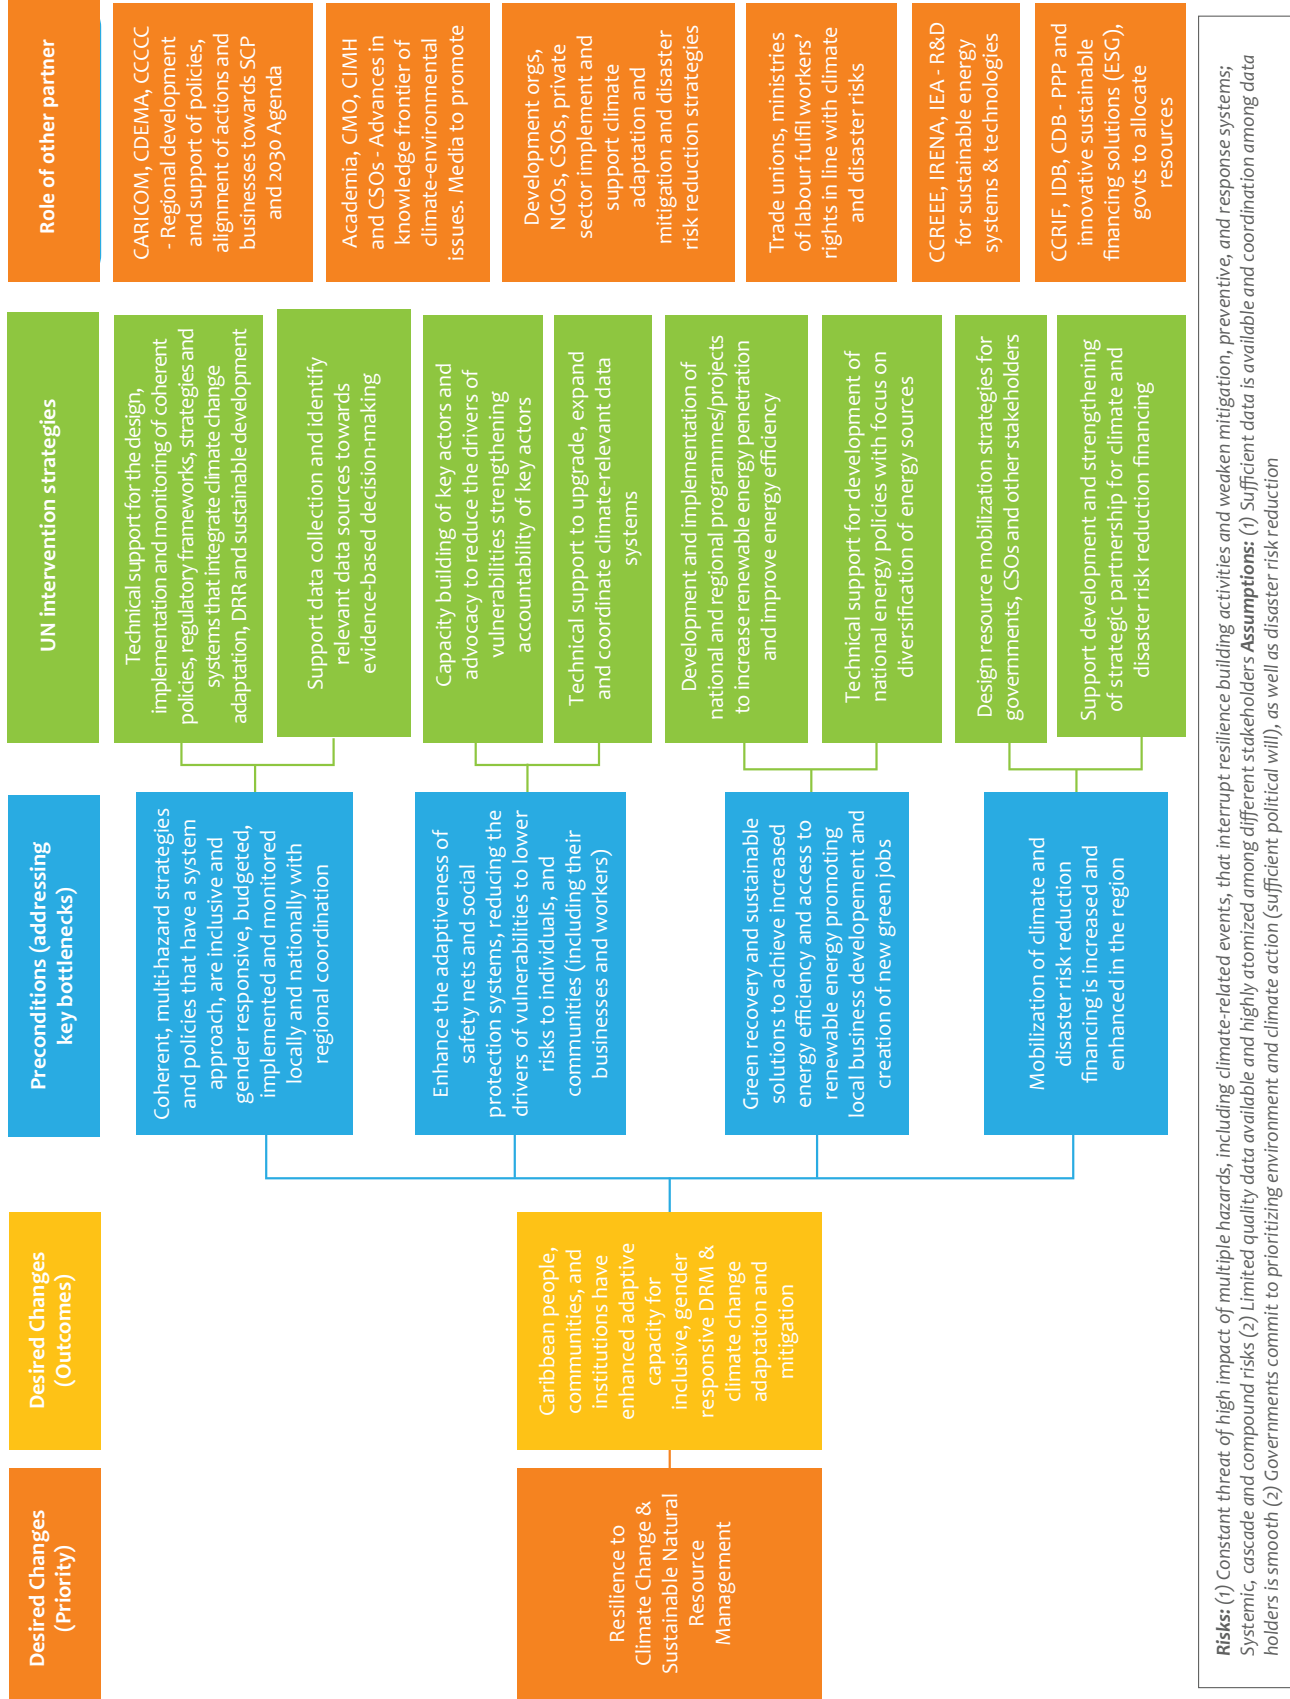 Desired Changes
(Priority)
Resilience to
Climate Change &
Sustainable Natural
Resource
Management
Desired Changes
(Outcomes)
Caribbean people,
communities, and
institutions have
enhanced adaptive
capacity for
inclusive, gender
responsive DRM &
climate change
adaptation and
mitigation
Preconditions (addressing
key bottlenecks)
Coherent, multi-hazard strategies
and policies that have a system
approach, are inclusive and
gender responsive, budgeted,
implemented and monitored
locally and nationally with
regional coordination
Enhance the adaptiveness of
safety nets and social
protection systems, reducing the
drivers of vulnerabilities to lower
risks to individuals, and
communities (including their
businesses and workers)
Green recovery and sustainable
solutions to achieve increased
energy efficiency and access to
renewable energy promoting
local business developement and
creation of new green jobs
Mobilization of climate and
disaster risk reduction
financing is increased and
enhanced in the region
UN intervention strategies
Technical support for the design,
implementation and monitoring of coherent
policies, regulatory frameworks, strategies and
systems that integrate climate change
adaptation, DRR and sustainable development
Support data collection and identify
relevant data sources towards
evidence-based decision-making
Capacity building of key actors and
advocacy to reduce the drivers of
vulnerabilities strengthening
accountability of key actors
Technical support to upgrade, expand
and coordinate climate-relevant data
systems
Development and implementation of
national and regional programmes/projects
to increase renewable energy penetration
and improve energy efficiency
Technical support for development of
national energy policies with focus on
diversification of energy sources
Design resource mobilization strategies for
governments, CSOs and other stakeholders
Support development and strengthening
of strategic partnership for climate and
disaster risk reduction financing
Role of other partner
CARICOM, CDEMA, CCCCC
- Regional development
and support of policies,
alignment of actions and
businesses towards SCP
and 2030 Agenda
Academia, CMO, CIMH
and CSOs - Advances in
knowledge frontier of
climate-environmental
issues. Media to promote
Development orgs,
NGOs, CSOs, private
sector implement and
support climate
adaptation and
mitigation and disaster
risk reduction strategies
Trade unions, ministries
of labour fulfil workers'
rights in line with climate
and disaster risks
CCREEE, IRENA, IEA - R&D
for sustainable energy
systems & technologies
CCRIF, IDB, CDB - PPP and
innovative sustainable
financing solutions (ESG),
govts to allocate
resources
Risks: (1) Constant threat of high impact of multiple hazards, including climate-related events, that interrupt resilience building activities and weaken mitigation, preventive, and response systems;
Systemic, cascade and compound risks (2) Limited quality data available and highly atomized among different stakeholders Assumptions: (1) Sufficient data is available and coordination among data
holders is smooth (2) Governments commit to prioritizing environment and climate action (sufficient political will), as well as disaster risk reduction